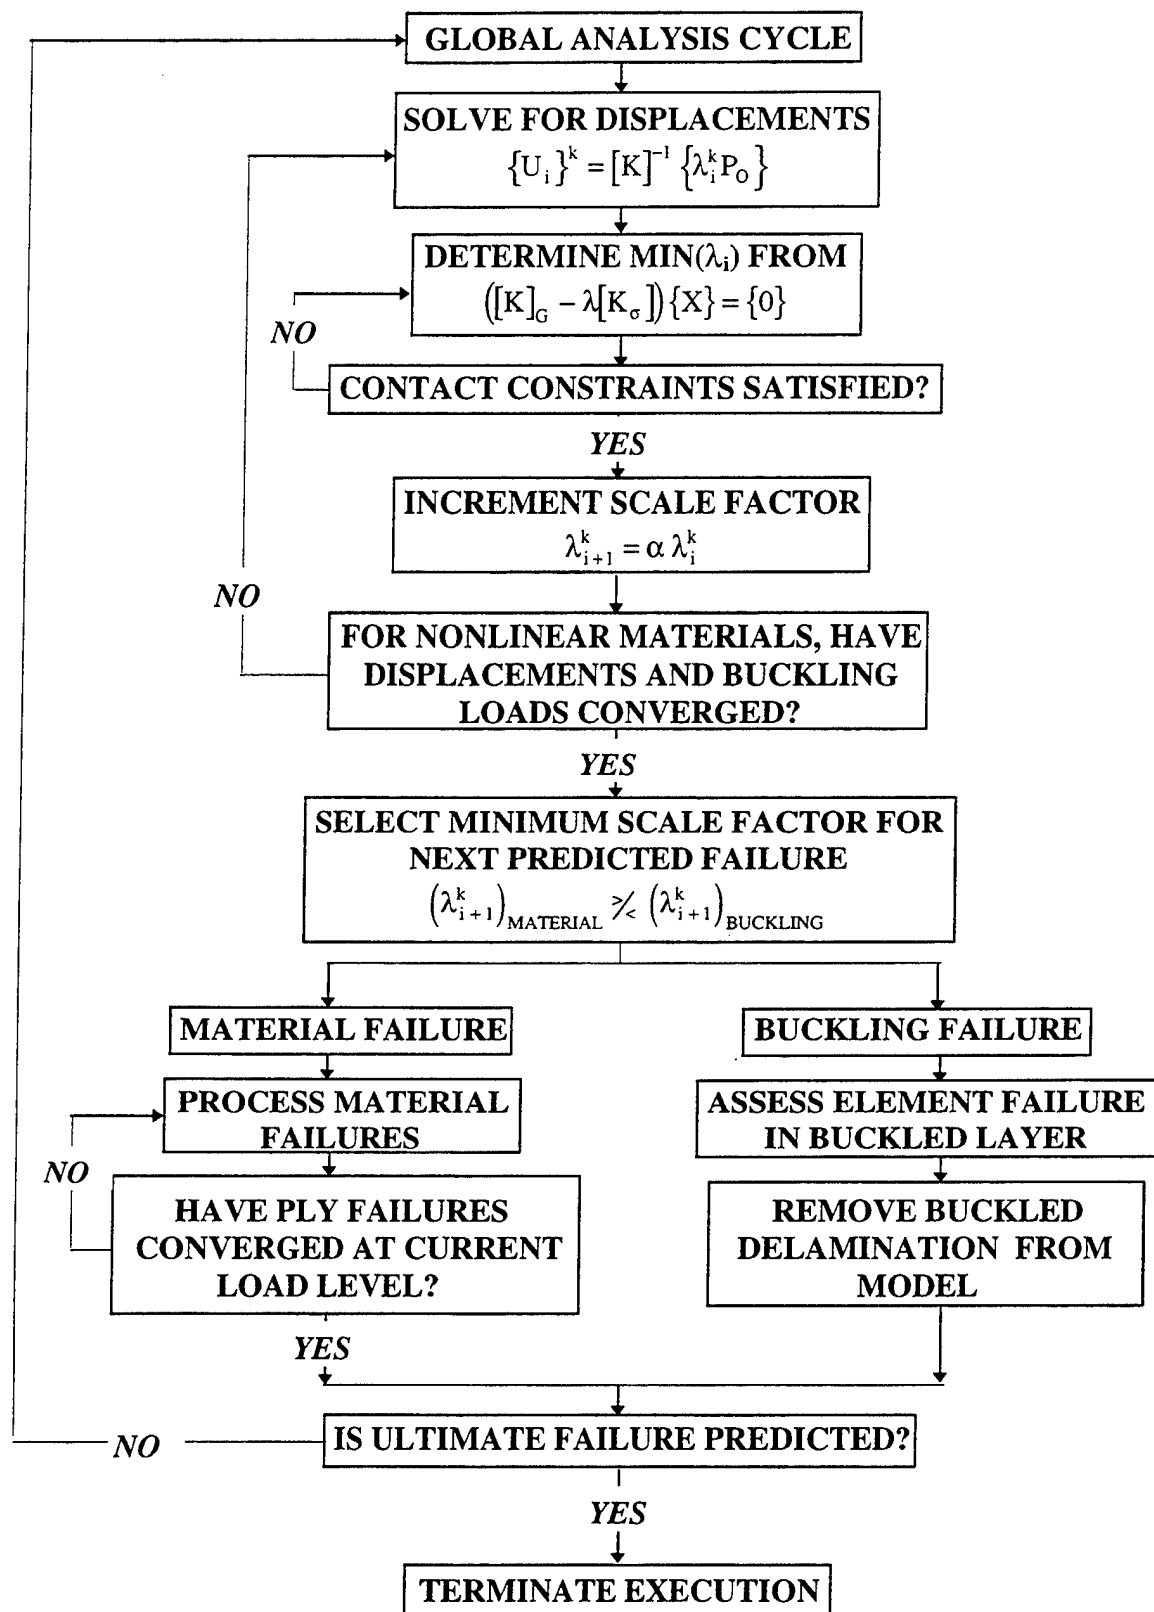 GLOBAL ANALYSIS CYCLE
SOLVE FOR DISPLACEMENTS
{U_i}^k = [K]^{-1} {λ_i^k P_O}
DETERMINE MIN(λ_i) FROM
([K]_G − λ[K_σ]) {X} = {0}
NO
CONTACT CONSTRAINTS SATISFIED?
YES
INCREMENT SCALE FACTOR
λ_{i+1}^k = α λ_i^k
NO
FOR NONLINEAR MATERIALS, HAVE
DISPLACEMENTS AND BUCKLING
LOADS CONVERGED?
YES
SELECT MINIMUM SCALE FACTOR FOR
NEXT PREDICTED FAILURE
(λ_{i+1}^k)_{MATERIAL} >/< (λ_{i+1}^k)_{BUCKLING}
MATERIAL FAILURE
PROCESS MATERIAL
FAILURES
NO
HAVE PLY FAILURES
CONVERGED AT CURRENT
LOAD LEVEL?
YES
BUCKLING FAILURE
ASSESS ELEMENT FAILURE
IN BUCKLED LAYER
REMOVE BUCKLED
DELAMINATION FROM
MODEL
IS ULTIMATE FAILURE PREDICTED?
NO
YES
TERMINATE EXECUTION